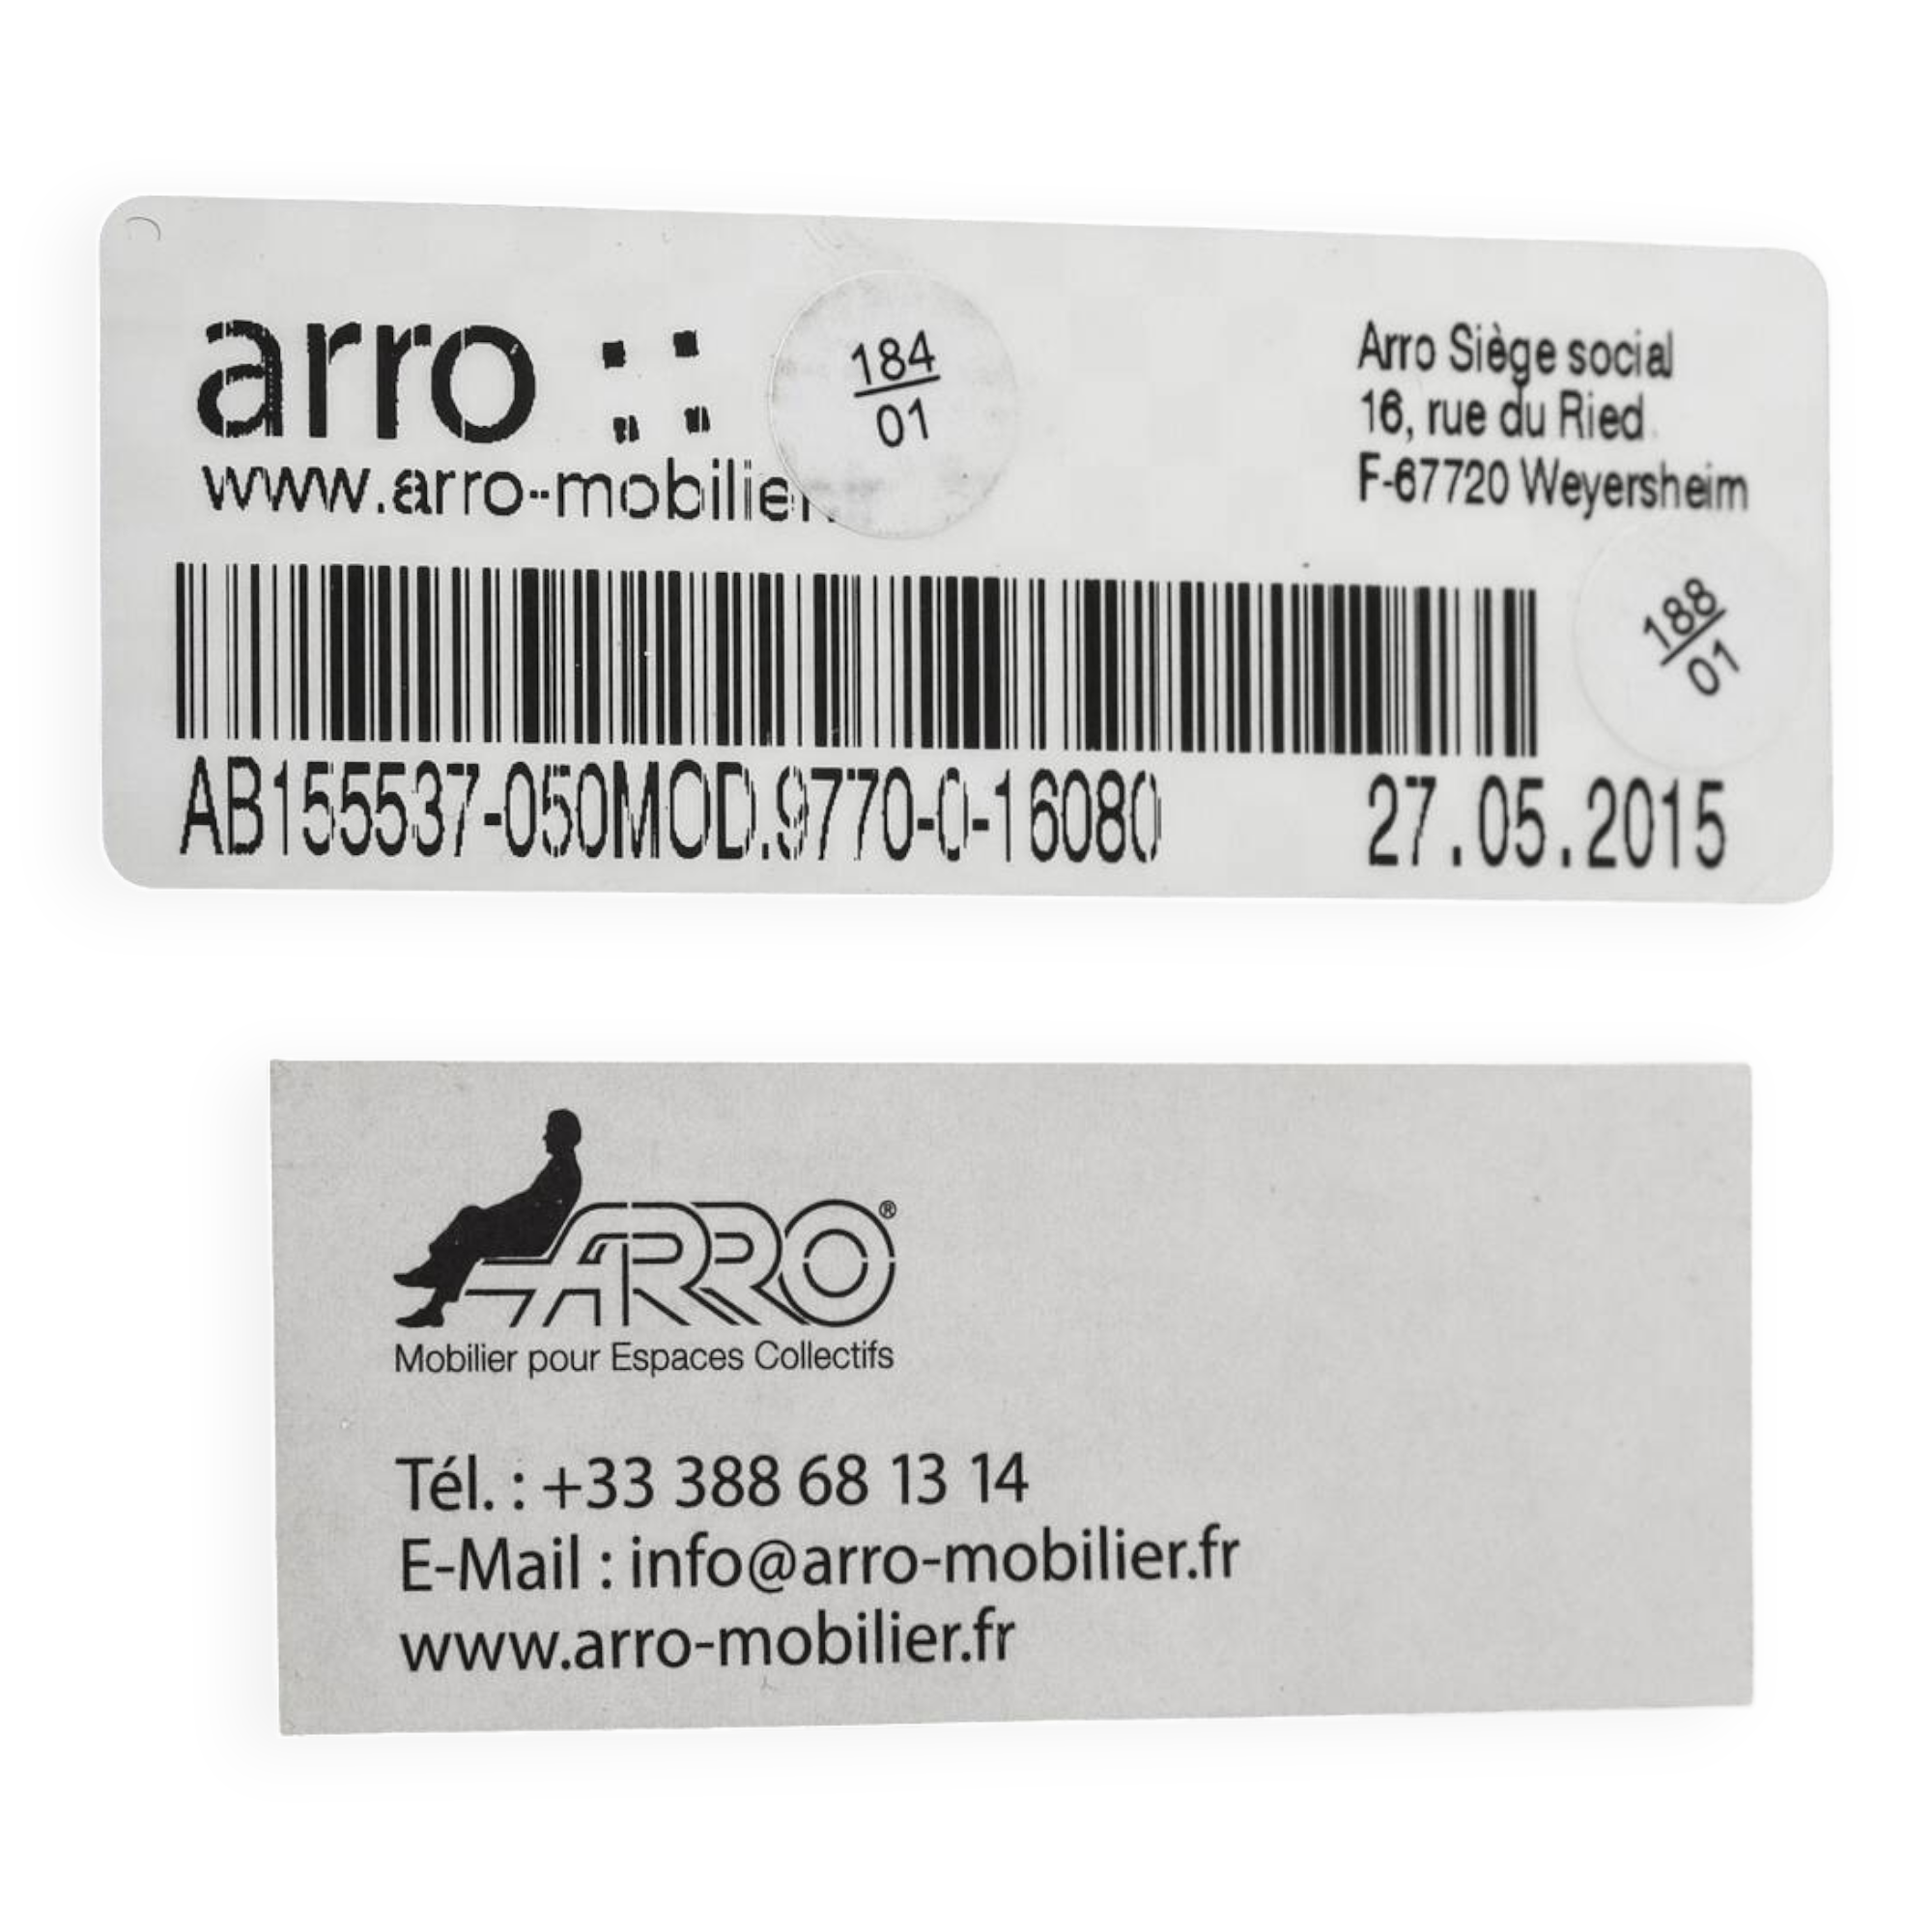 arro
184
01
www.arro-mobilier.
Arro Siège social
16, rue du Ried
F-67720 Weyersheim
188
01
AB155537-050MOD.9770-0-16080
27.05.2015
ARRO®
Mobilier pour Espaces Collectifs
Tél. : +33 388 68 13 14
E-Mail : info@arro-mobilier.fr
www.arro-mobilier.fr